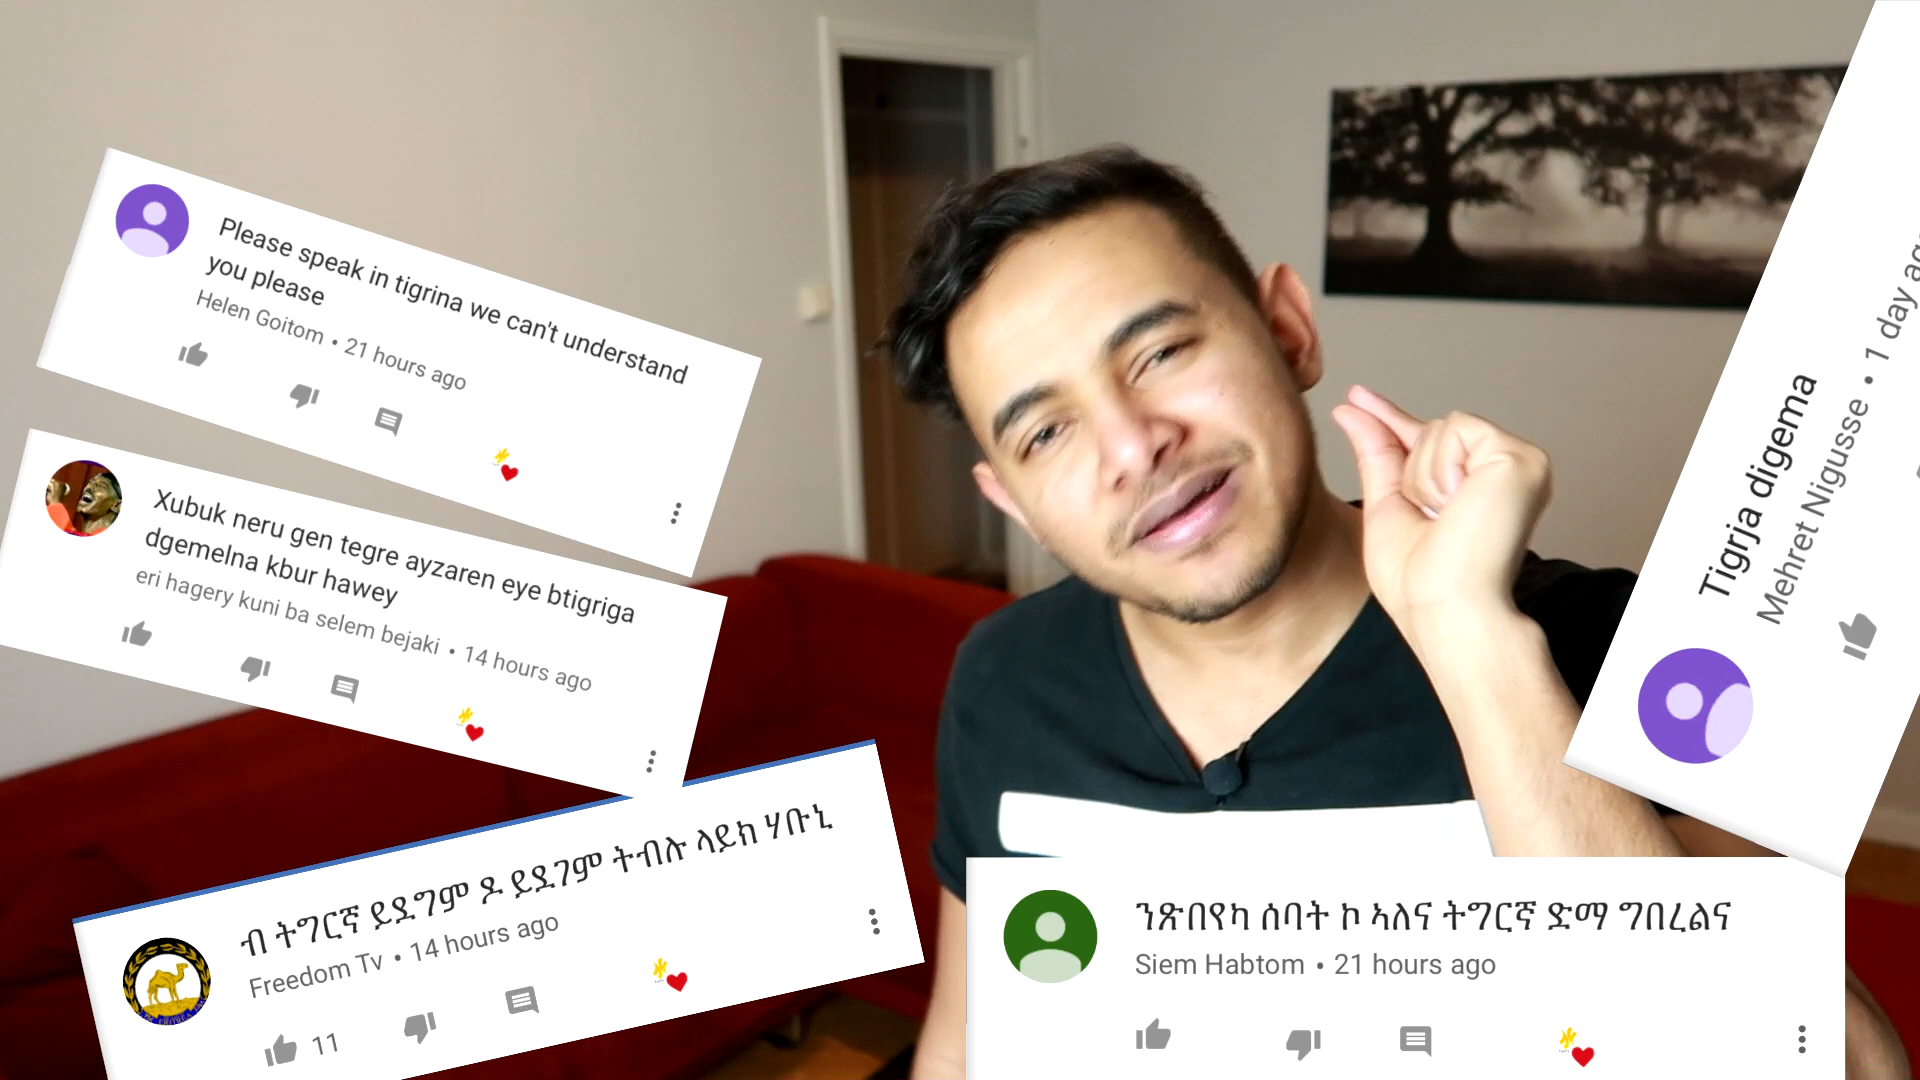 Please speak in tigrina we can't understand
you please
Helen Goitom • 21 hours ago
Xubuk neru gen tegre ayzaren eye btigriga
dgemelna kbur hawey
eri hagery kuni ba selem bejaki • 14 hours ago
ብ ትግርኛ ይደግም ዶ ይደገም ትብሉ ላይክ ሃቡኒ
Freedom Tv • 14 hours ago
11
ንጽበየካ ሰባት ኮ ኣለና ትግርኛ ድማ ግበረልና
Siem Habtom • 21 hours ago
Tigrja digema
Mehret Nigusse • 1 day